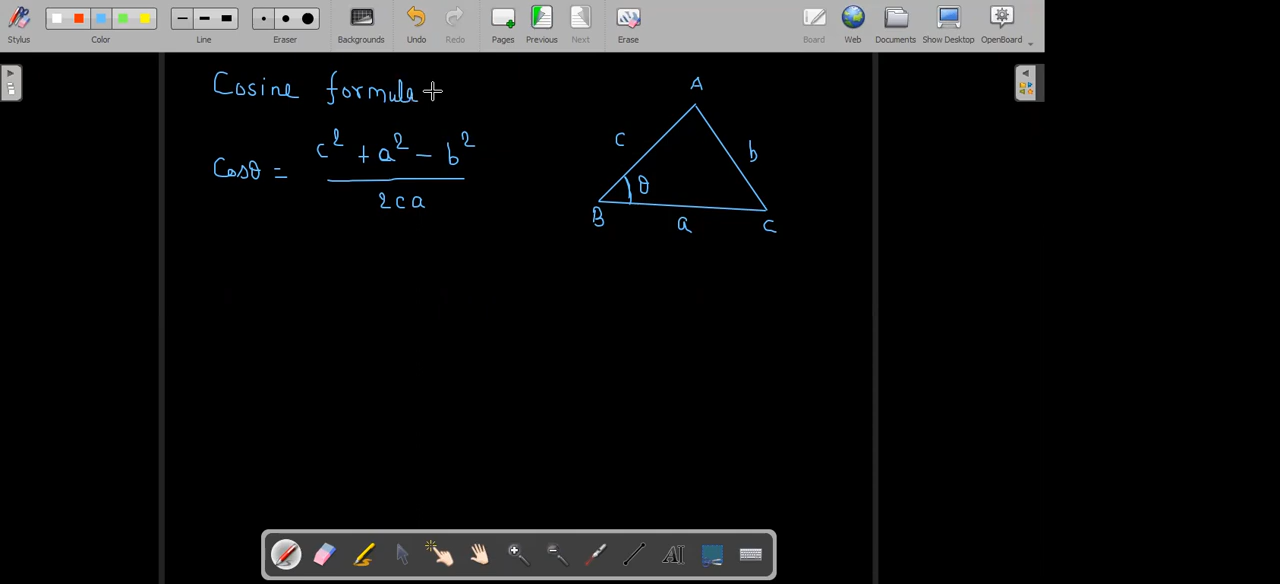 Stylus Color Line Eraser Backgrounds Undo Redo Pages Previous Next Erase Board Web Documents Show Desktop OpenBoard
Cosine formula
Cosθ = c² + a² - b² / 2ca
A
c
b
θ
B
a
C
AI